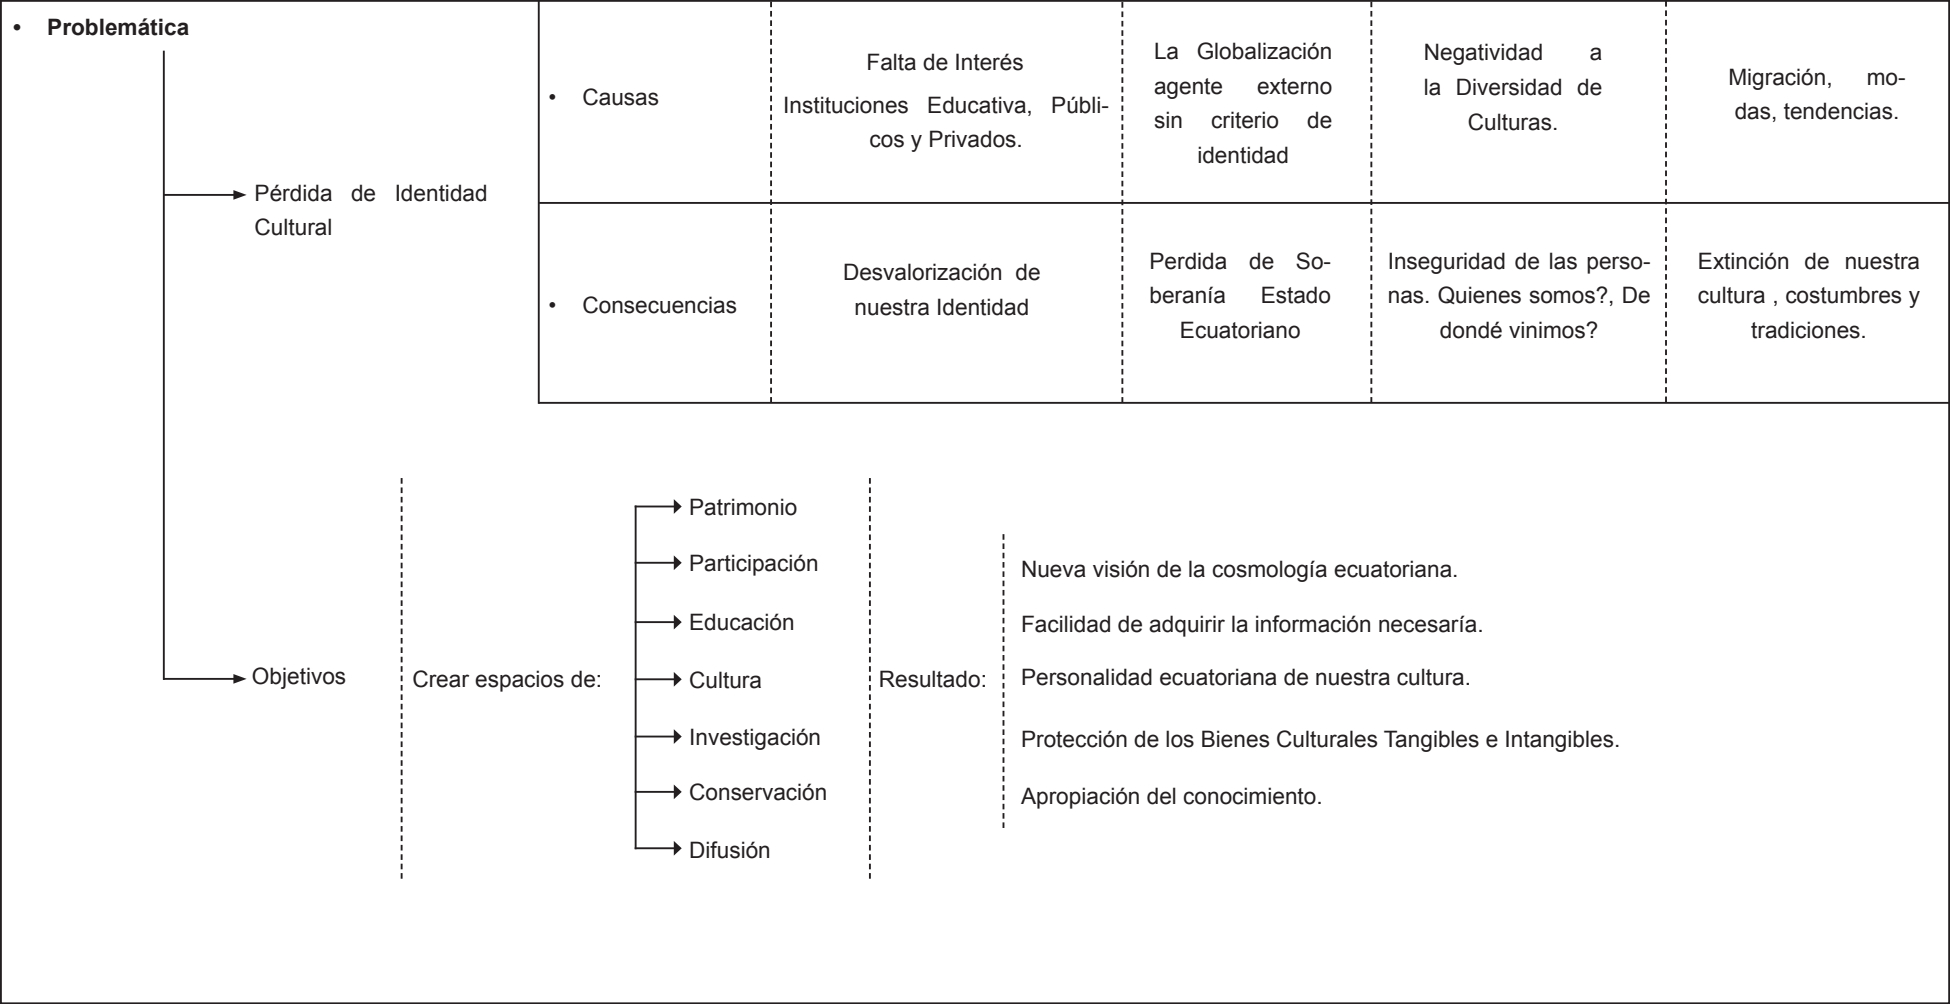 • Problemática
Pérdida de Identidad
Cultural
• Causas
Falta de Interés
Instituciones Educativa, Públi-
cos y Privados.
La Globalización
agente externo
sin criterio de
identidad
Negatividad a
la Diversidad de
Culturas.
Migración, mo-
das, tendencias.
• Consecuencias
Desvalorización de
nuestra Identidad
Perdida de So-
beranía Estado
Ecuatoriano
Inseguridad de las perso-
nas. Quienes somos?, De
dondé vinimos?
Extinción de nuestra
cultura , costumbres y
tradiciones.
Objetivos
Crear espacios de:
Patrimonio
Participación
Educación
Cultura
Investigación
Conservación
Difusión
Resultado:
Nueva visión de la cosmología ecuatoriana.
Facilidad de adquirir la información necesaría.
Personalidad ecuatoriana de nuestra cultura.
Protección de los Bienes Culturales Tangibles e Intangibles.
Apropiación del conocimiento.